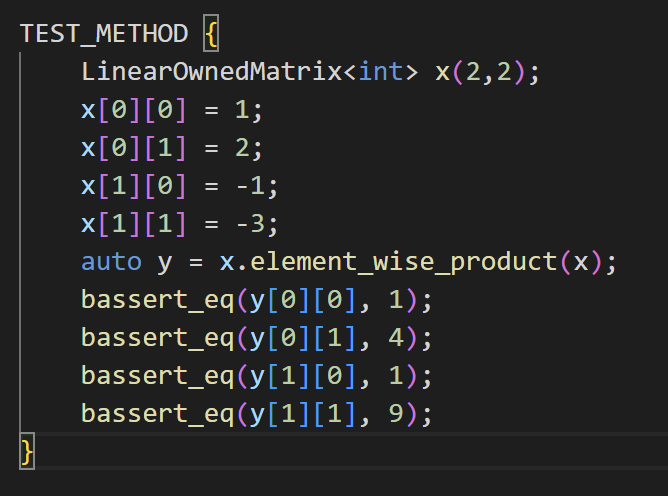 TEST_METHOD {
    LinearOwnedMatrix<int> x(2,2);
    x[0][0] = 1;
    x[0][1] = 2;
    x[1][0] = -1;
    x[1][1] = -3;
    auto y = x.element_wise_product(x);
    bassert_eq(y[0][0], 1);
    bassert_eq(y[0][1], 4);
    bassert_eq(y[1][0], 1);
    bassert_eq(y[1][1], 9);
}